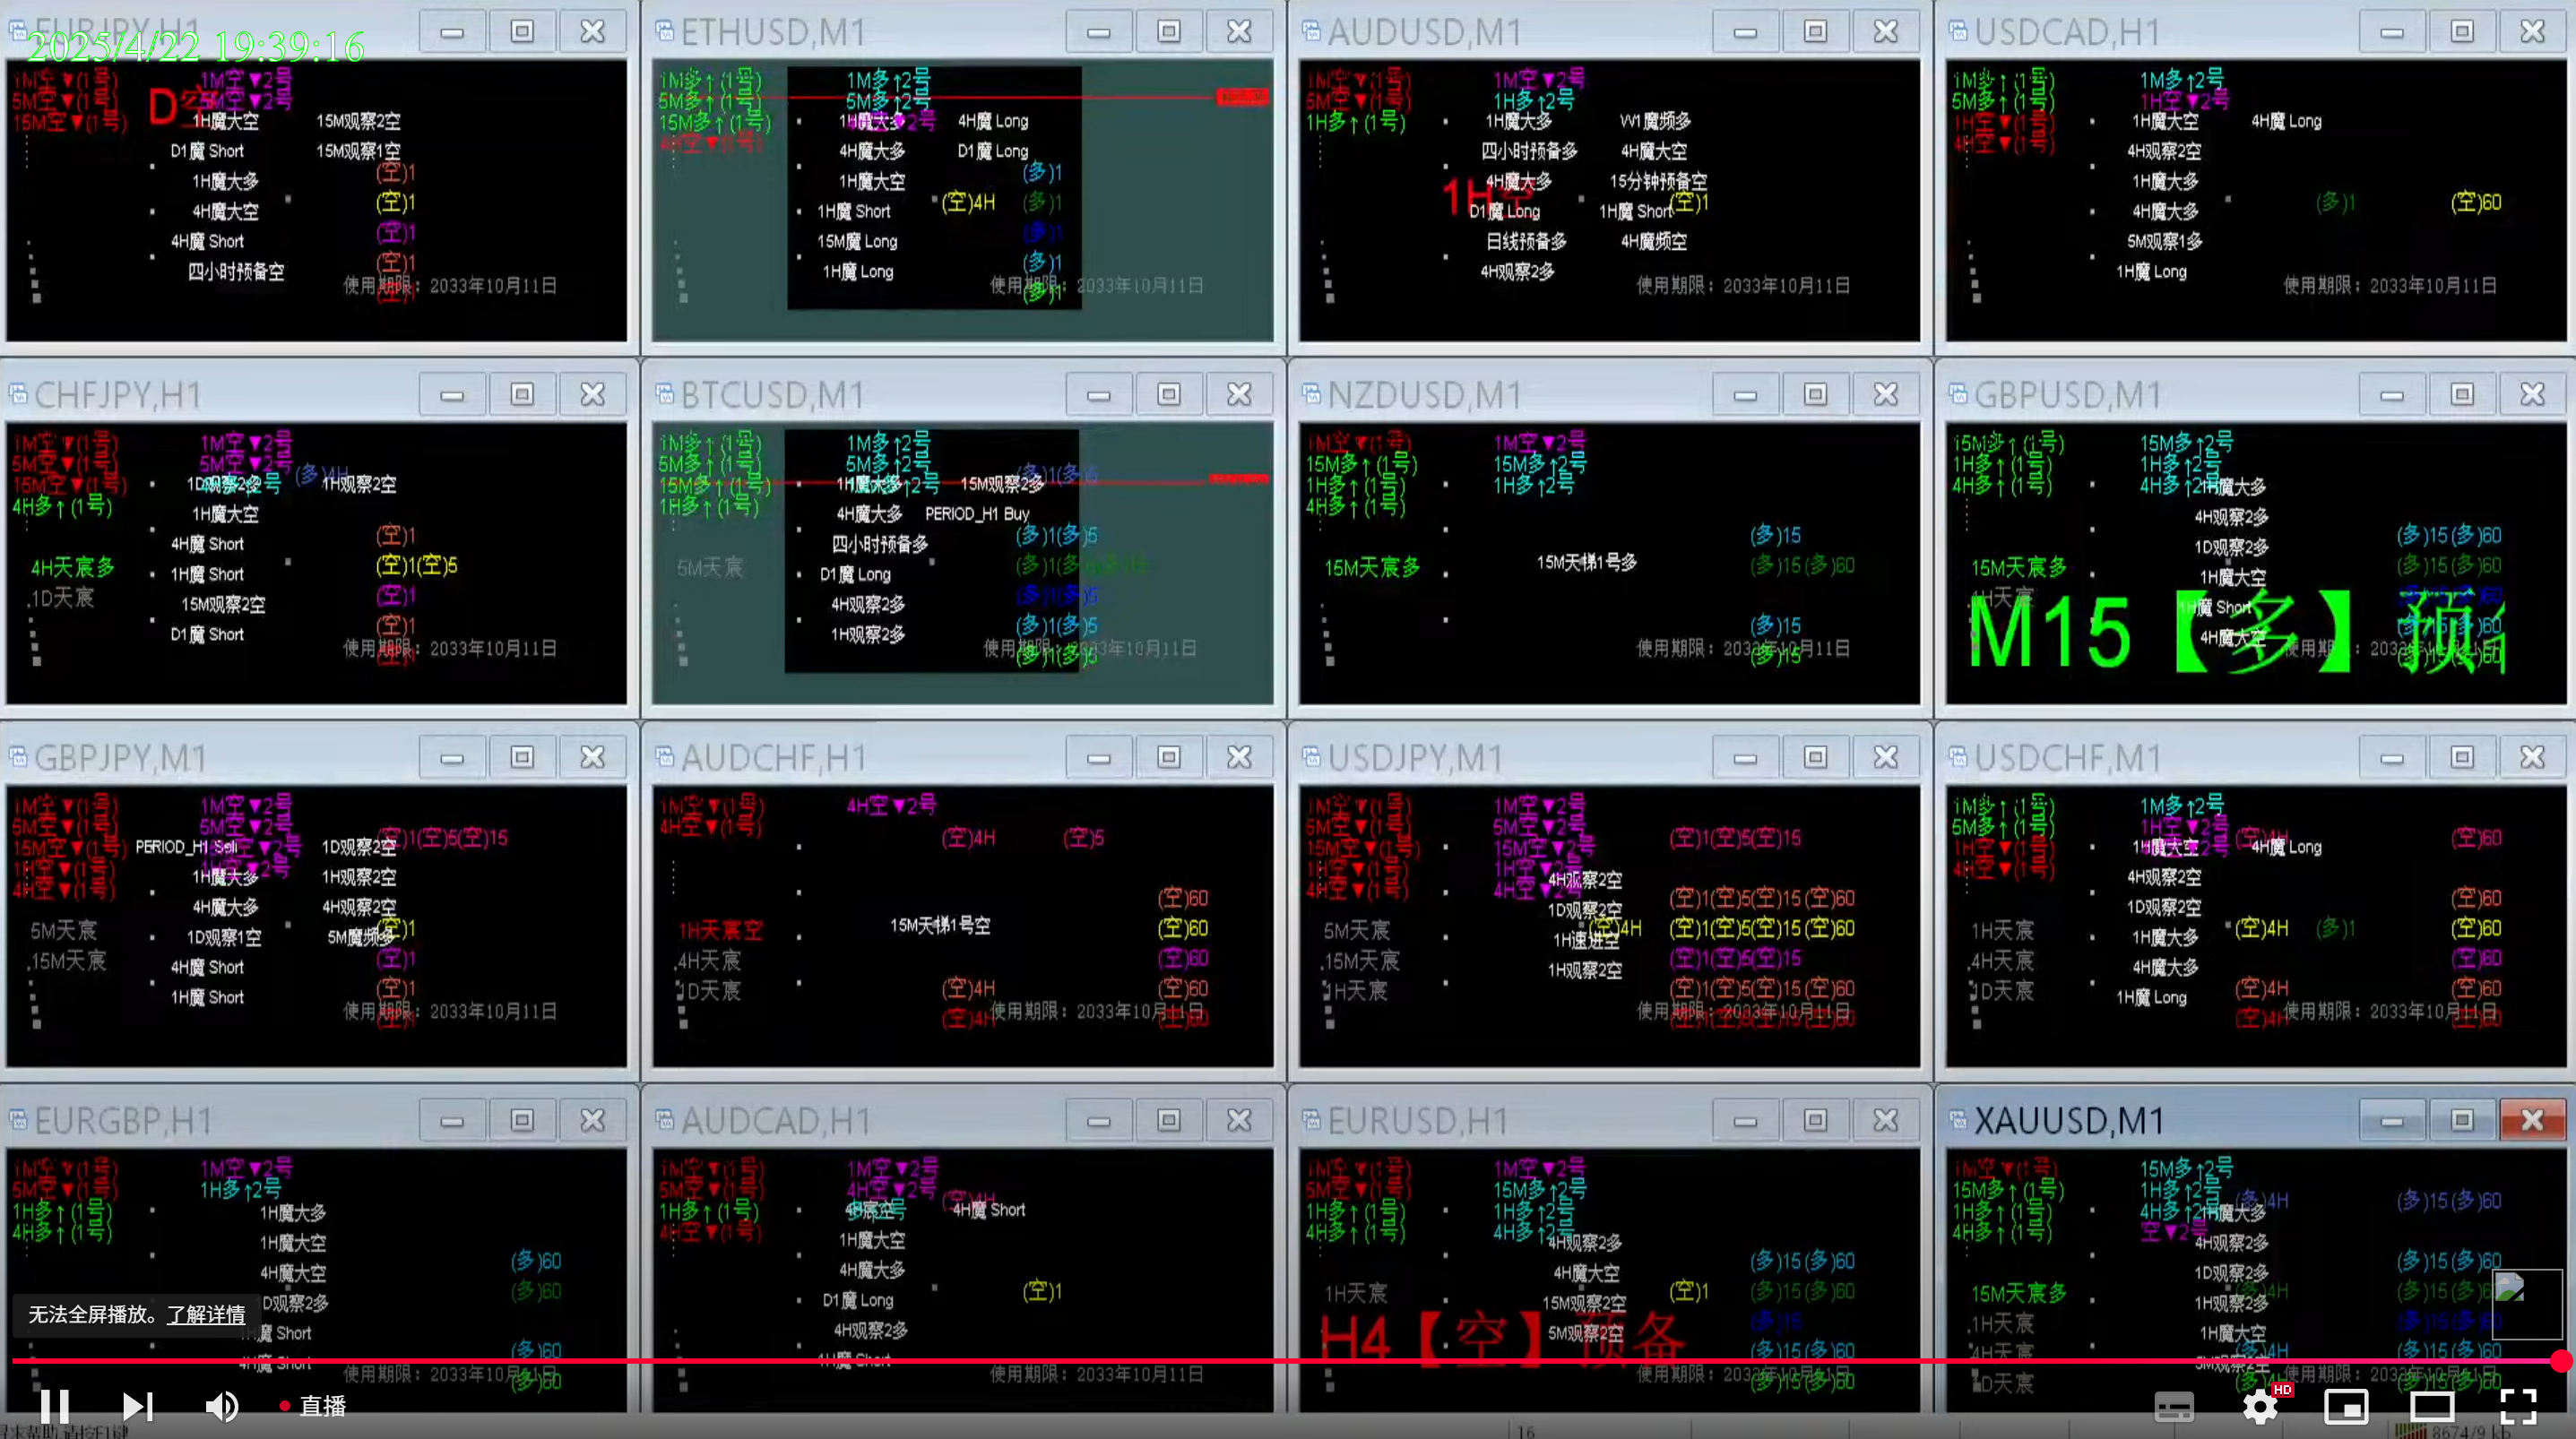 EURJPY,H1
2025/4/22 19:39:16
1M空▼(1号) 1M空▼2号
5M空▼(1号) 5M空▼2号
15M空▼(1号)
D空
1H魔大空 15M观察2空
D1魔 Short 15M观察1空
(空)1
1H魔大多
(空)1
4H魔大空
(空)1
4H魔 Short
(空)1
四小时预备空
使用期限：2033年10月11日
ETHUSD,M1
1M多↑(1号) 1M多↑2号
5M多↑(1号) 5M多↑2号
15M多↑(1号)
4H空▼(1号)
1H魔大多 4H魔 Long
4H魔大多 D1魔 Long
(多)1
1H魔大空
(空)4H (多)1
1H魔 Short
(多)1
15M魔 Long
(多)1
1H魔 Long
(多)1
使用期限：2033年10月11日
AUDUSD,M1
1M空▼(1号) 1M空▼2号
5M空▼(1号) 1H多↑2号
1H多↑(1号)
1H魔大多 W1魔频多
四小时预备多 4H魔大空
4H魔大多 15分钟预备空
1H空
(空)1
D1魔 Long 1H魔 Short
日线预备多 4H魔频空
4H观察2多
使用期限：2033年10月11日
USDCAD,H1
1M多↑(1号) 1M多↑2号
5M多↑(1号) 1H空▼2号
1H空▼(1号)
4H空▼(1号)
1H魔大空 4H魔 Long
4H观察2空
1H魔大多
(多)1 (空)60
4H魔大多
5M观察1多
1H魔 Long
使用期限：2033年10月11日
CHFJPY,H1
1M空▼(1号) 1M空▼2号
5M空▼(1号) 5M空▼2号
15M空▼(1号)
4H多↑(1号)
(多)4H
1D观察2多 1H观察2空
1H魔大空
(空)1
4H魔 Short
4H天宸多 (空)1(空)5
1H魔 Short
.1D天宸 (空)1
15M观察2空
(空)1
D1魔 Short
使用期限：2033年10月11日
BTCUSD,M1
1M多↑(1号) 1M多↑2号
5M多↑(1号) 5M多↑2号
15M多↑(1号)
1H多↑(1号)
(多)1(多)5
1H魔大多 15M观察2多
4H魔大多 PERIOD_H1 Buy
(多)1(多)5
四小时预备多
5M天宸
D1魔 Long
(多)1(多)5
4H观察2多
(多)1(多)5
1H观察2多
(多)1(多)5
使用期限：2033年10月11日
NZDUSD,M1
1M空▼(1号) 1M空▼2号
15M多↑(1号) 15M多↑2号
1H多↑(1号) 1H多↑2号
4H多↑(1号)
(多)15
15M天宸多 15M天梯1号多 (多)15(多)60
(多)15
(多)15
使用期限：2033年10月11日
GBPUSD,M1
15M多↑(1号) 15M多↑2号
1H多↑(1号) 1H多↑2号
4H多↑(1号) 4H多↑2号
1H魔大多
4H观察2多
(多)15(多)60
1D观察2多
15M天宸多 (多)15(多)60
1H魔大空
.4H天宸
1H魔 Short
M15【多】预
4H魔大空
使用期限：
GBPJPY,M1
1M空▼(1号) 1M空▼2号
5M空▼(1号) 5M空▼2号
15M空▼(1号)
1H空▼(1号) 1H空▼2号
4H空▼(1号)
(空)1(空)5(空)15
PERIOD_H1 Sell 1D观察2空
1H魔大多 1H观察2空
4H魔大多 4H观察2空
5M天宸 (空)1
1D观察1空 5M魔频多
.15M天宸 (空)1
4H魔 Short
(空)1
1H魔 Short
使用期限：2033年10月11日
AUDCHF,H1
1M空▼(1号) 4H空▼2号
4H空▼(1号)
(空)4H (空)5
(空)60
15M天梯1号空
1H天宸空 (空)60
.4H天宸 (空)60
1D天宸 (空)4H (空)60
(空)4H (空)60
使用期限：2033年10月11日
USDJPY,M1
1M空▼(1号) 1M空▼2号
5M空▼(1号) 5M空▼2号
15M空▼(1号) 15M空▼2号
1H空▼(1号) 1H空▼2号
4H空▼(1号) 4H空▼2号
(空)1(空)5(空)15
4H观察2空
(空)1(空)5(空)15(空)60
1D观察2空
5M天宸 (空)4H (空)1(空)5(空)15(空)60
1H速进空
.15M天宸 (空)1(空)5(空)15
1H观察2空
1H天宸 (空)1(空)5(空)15(空)60
(空)1(空)5(空)15(空)60
使用期限：2033年10月11日
USDCHF,M1
1M多↑(1号) 1M多↑2号
5M多↑(1号) 1H空▼2号
1H空▼(1号)
4H空▼(1号)
(空)4H (空)60
1H魔大空 4H魔 Long
4H观察2空
(空)60
1D观察2空
1H天宸 (空)4H (多)1 (空)60
1H魔大多
.4H天宸 (空)60
4H魔大多
1D天宸 (空)4H (空)60
1H魔 Long
(空)4H (空)60
使用期限：2033年10月11日
EURGBP,H1
1M空▼(1号) 1M空▼2号
5M空▼(1号) 1H多↑2号
1H多↑(1号)
4H多↑(1号)
1H魔大多
1H魔大空
(多)60
4H魔大空
(多)60
1D观察2多
1H魔 Short
(多)60
4H魔 Short
(多)60
使用期限：2033年10月11日
AUDCAD,H1
1M空▼(1号) 1M空▼2号
5M空▼(1号) 4H空▼2号
1H多↑(1号)
4H空▼(1号)
(空)4H
4H魔 Short
1H魔大空
4H魔大多
(空)1
D1魔 Long
4H观察2多
1H魔 Short
使用期限：2033年10月11日
EURUSD,H1
1M空▼(1号) 1M空▼2号
5M空▼(1号) 15M多↑2号
1H多↑(1号) 1H多↑2号
4H多↑(1号) 4H多↑2号
4H观察2多
(多)15(多)60
4H魔大空
1H天宸 (空)1 (多)15(多)60
15M观察2空
(多)15
5M观察2空
H4【空】预备
(多)15(多)60
(多)15(多)60
使用期限：2033年10月11日
XAUUSD,M1
1M空▼(1号) 15M多↑2号
15M多↑(1号) 1H多↑2号
1H多↑(1号) 4H多↑2号
4H多↑(1号) 空▼2号
(多)4H (多)15(多)60
1H魔大多
4H观察2多
(多)15(多)60
1D观察2多
15M天宸多
1H观察2多
.1H天宸
1H魔大空
4H天宸 (多)4H (多)15(多)60
5M观察2空
1D天宸
使用期限：2033年10月11日
无法全屏播放。了解详情
直播
HD
16
8674/9 kb